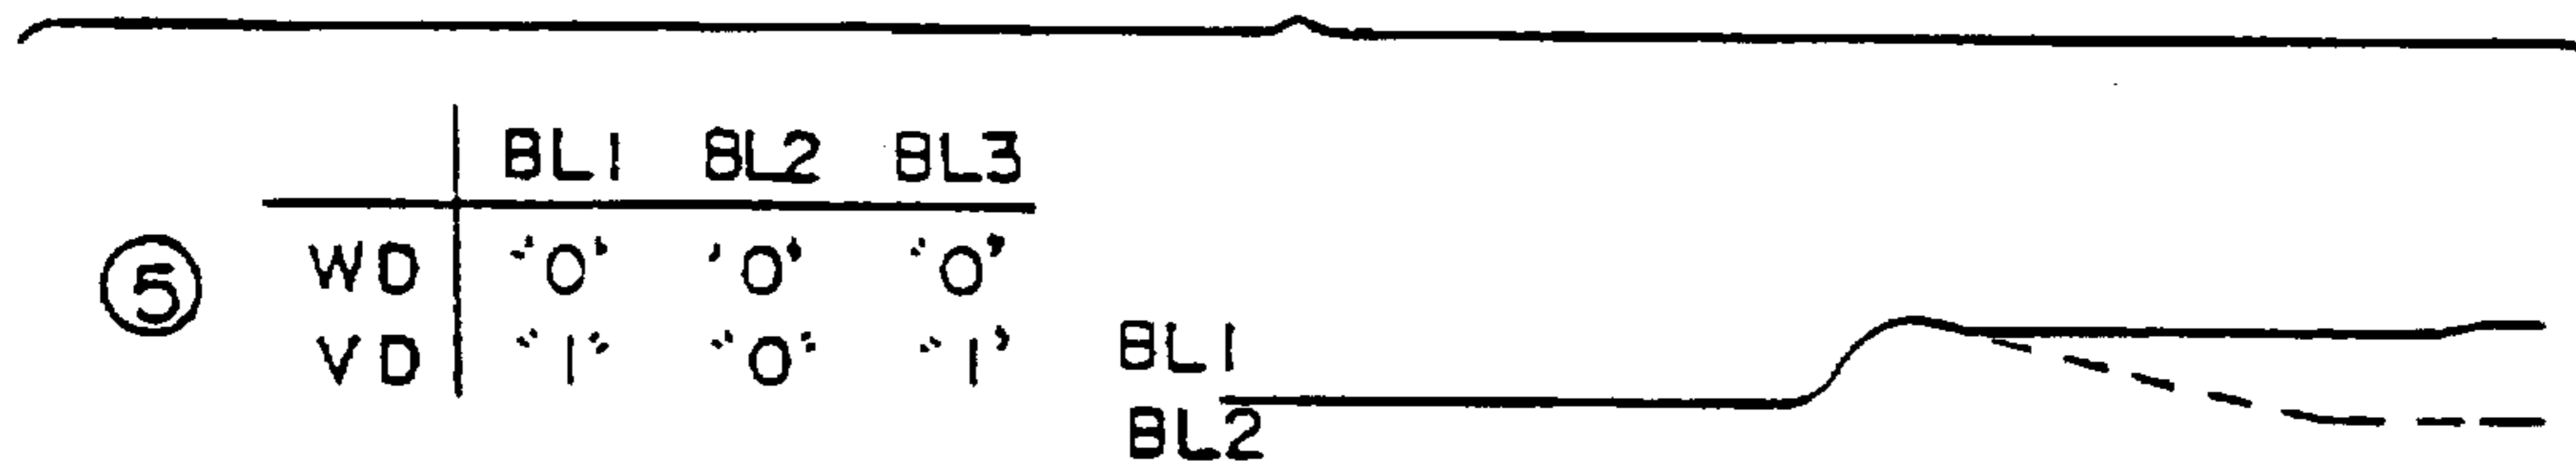 BL1 BL2 BL3
5 WD "0" "0" "0"
VD "1" "0" "1"
BL1
BL2